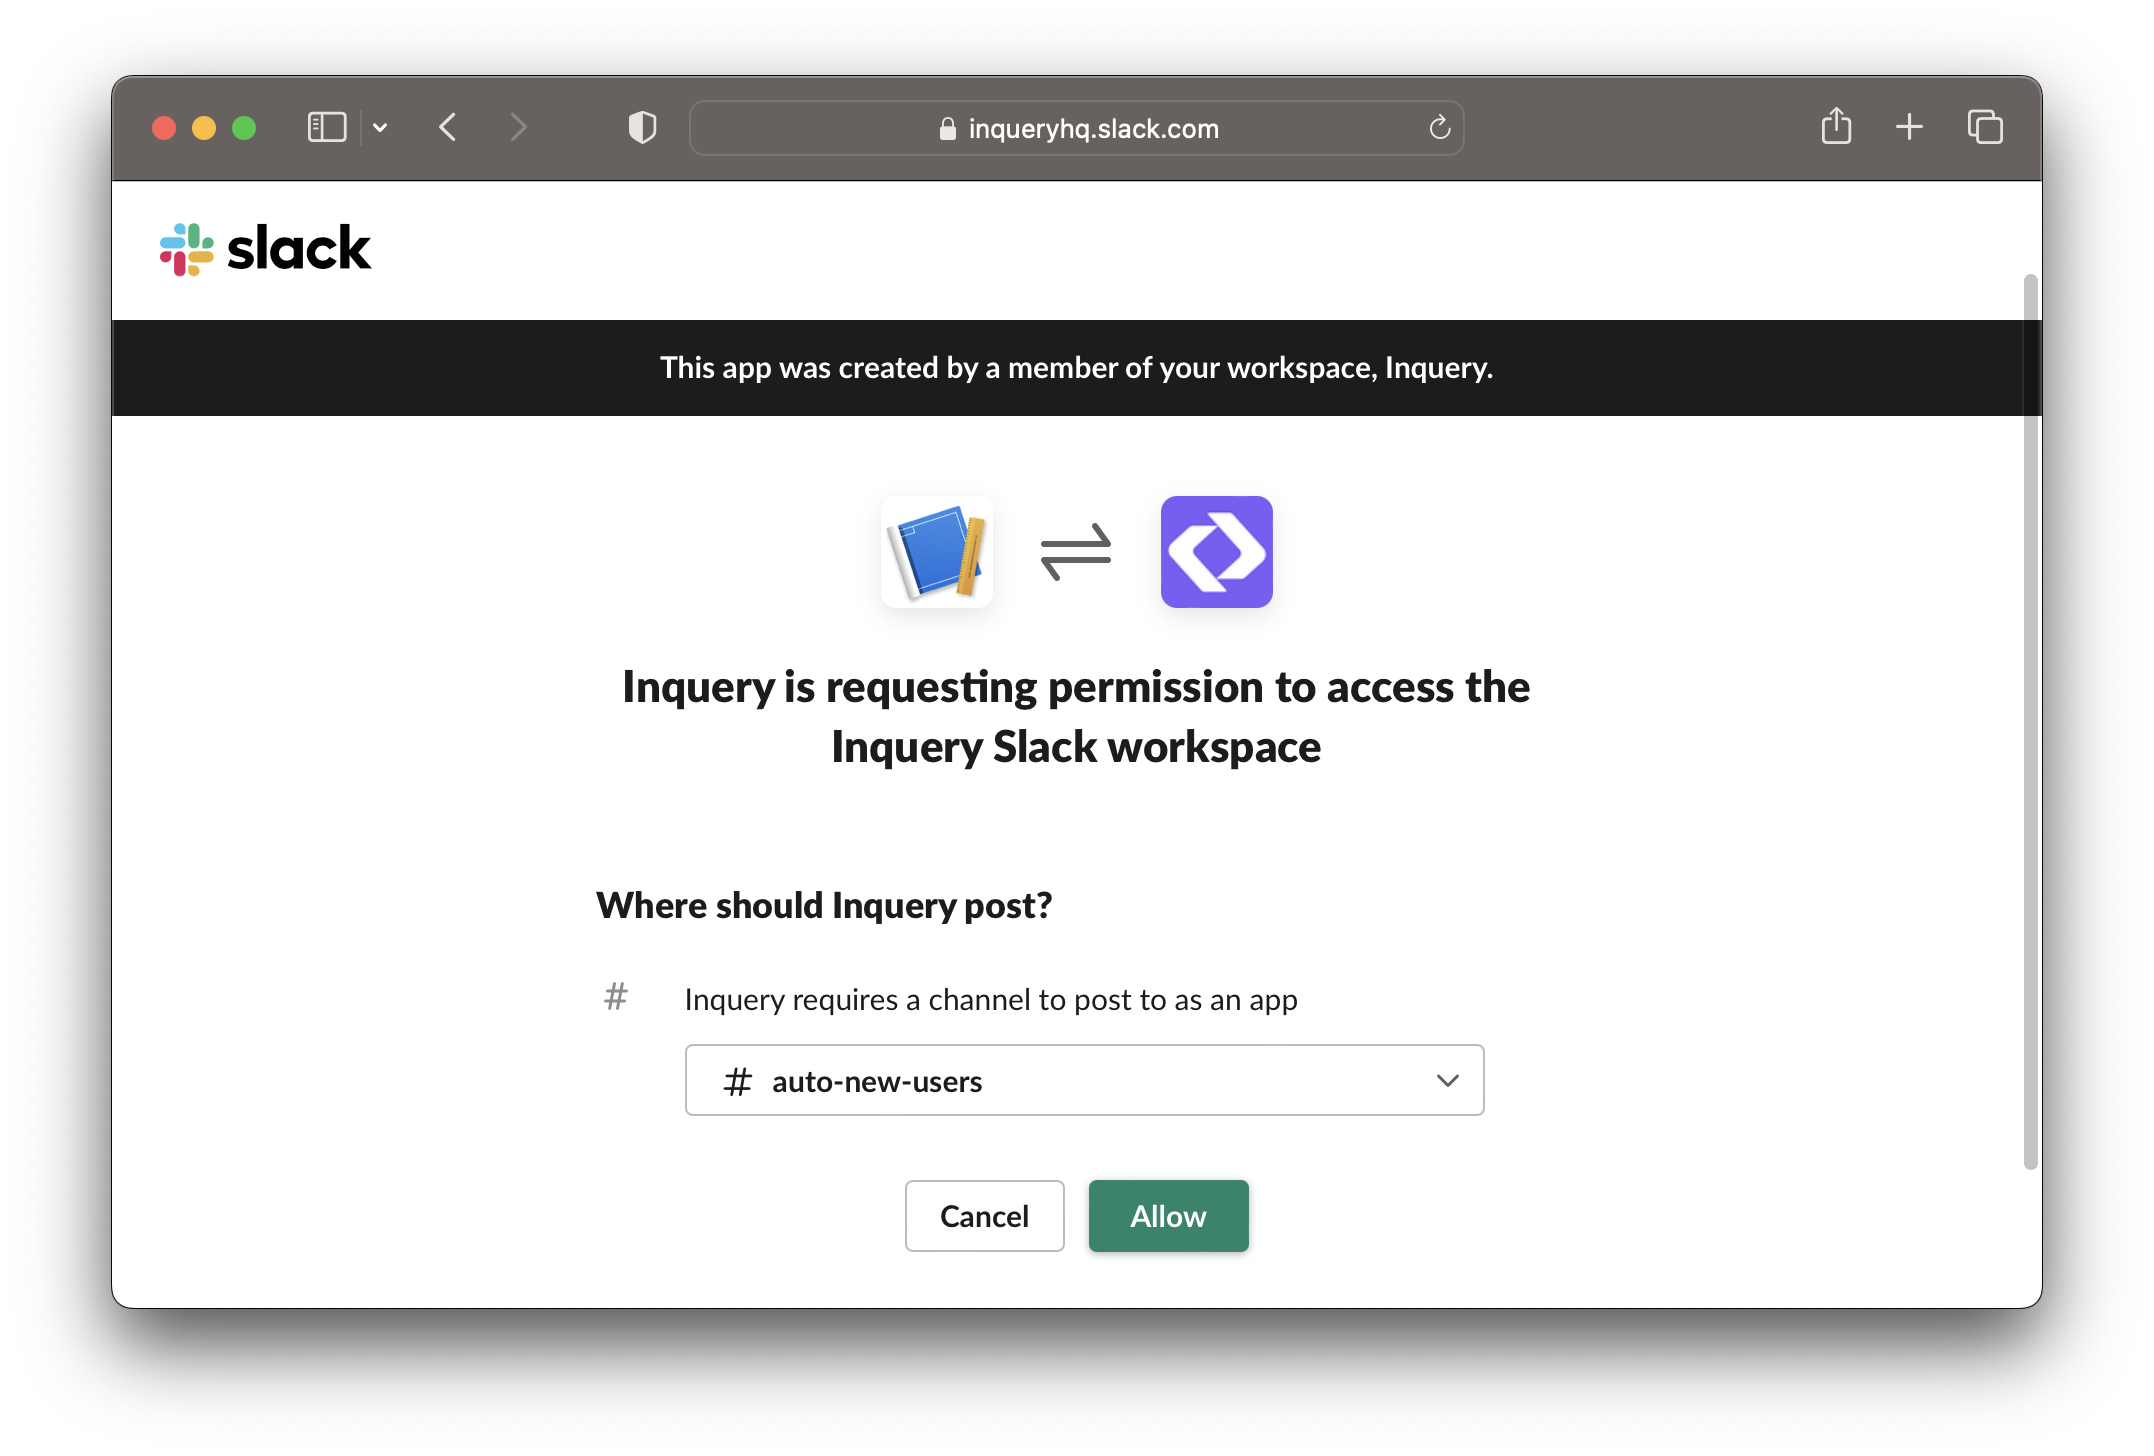 inqueryhq.slack.com
slack
This app was created by a member of your workspace, Inquery.
Inquery is requesting permission to access the
Inquery Slack workspace
Where should Inquery post?
# Inquery requires a channel to post to as an app
# auto-new-users
Cancel Allow